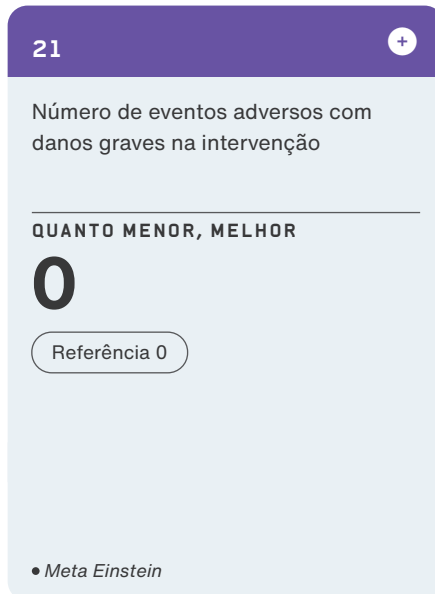 21
+
Número de eventos adversos com
danos graves na intervenção
QUANTO MENOR, MELHOR
0
Referência 0
• Meta Einstein